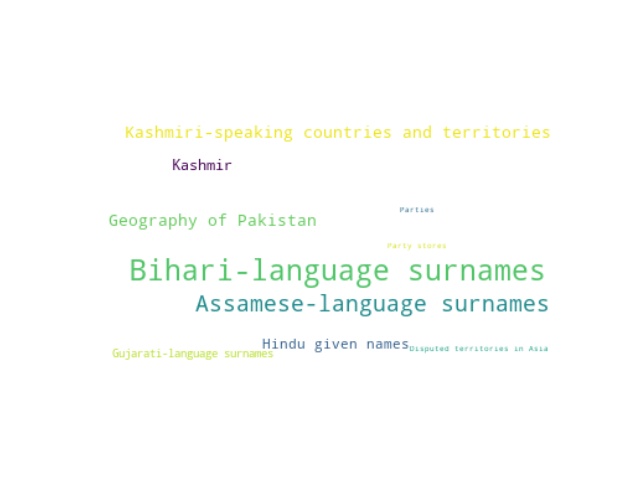 Kashmiri-speaking countries and territories
Kashmir
Parties
Geography of Pakistan
Party stores
Bihari-language surnames
Assamese-language surnames
Hindu given names
Disputed territories in Asia
Gujarati-language surnames